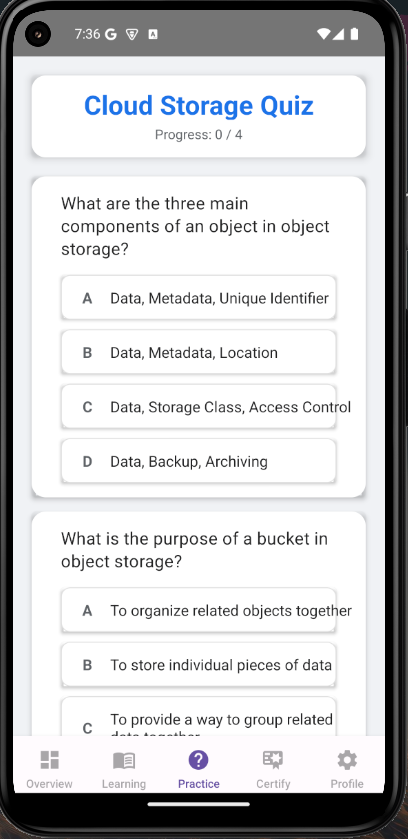 7:36 G
Cloud Storage Quiz
Progress: 0 / 4
What are the three main
components of an object in object
storage?
A Data, Metadata, Unique Identifier
B Data, Metadata, Location
C Data, Storage Class, Access Control
D Data, Backup, Archiving
What is the purpose of a bucket in
object storage?
A To organize related objects together
B To store individual pieces of data
C To provide a way to group related
data together
Overview Learning Practice Certify Profile